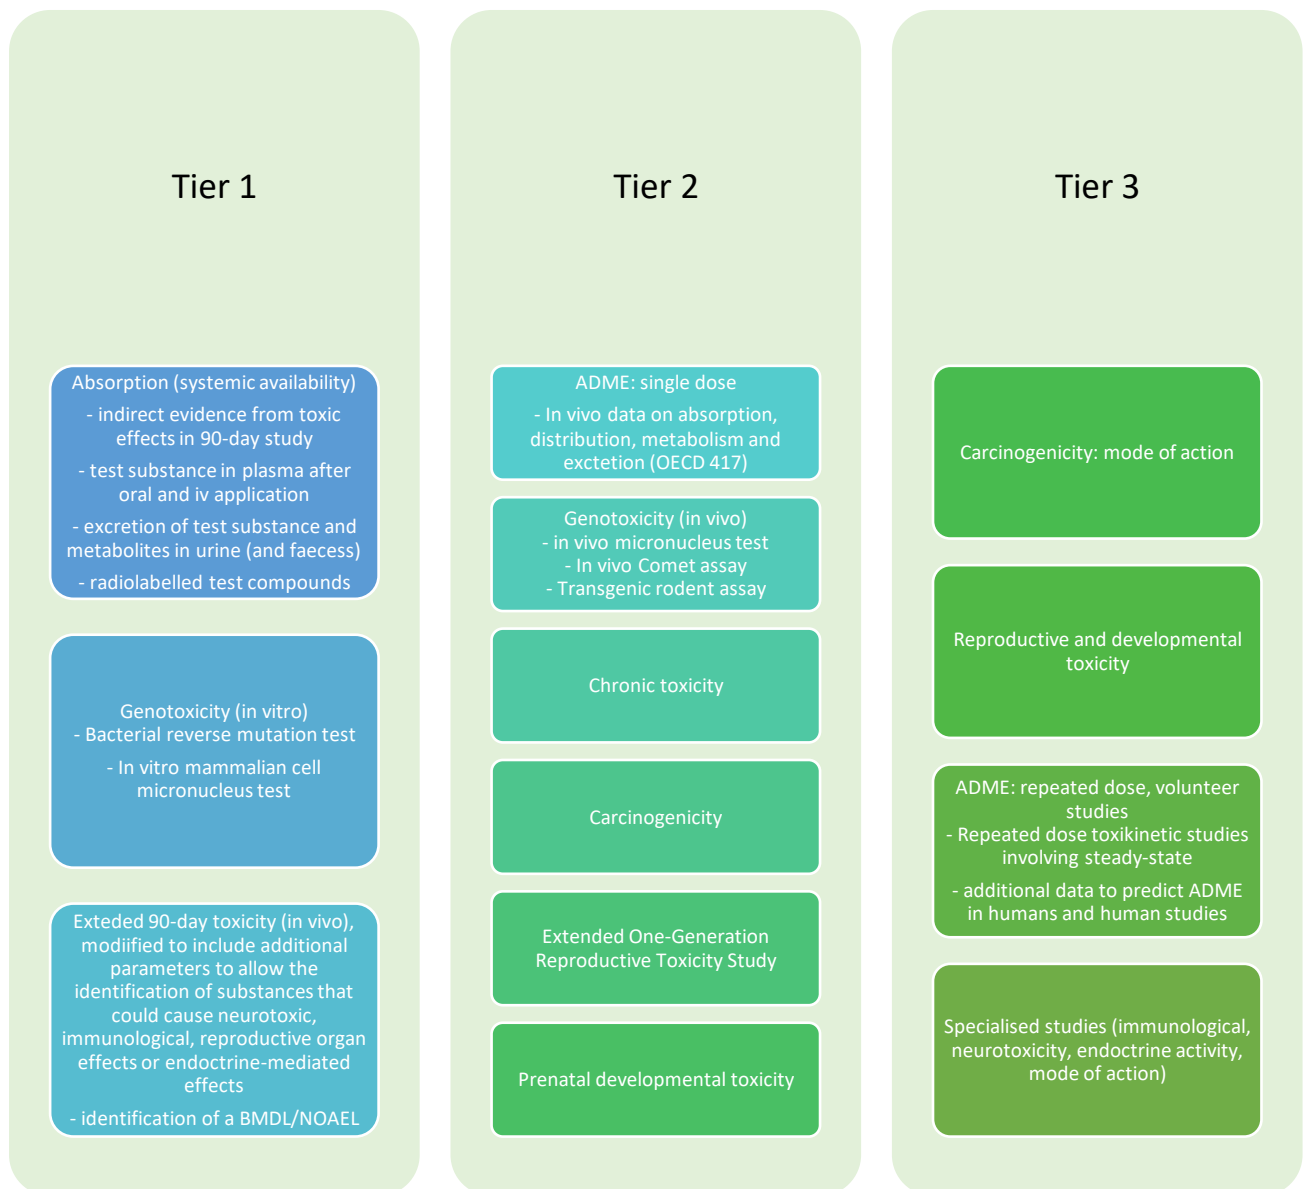 Tier 1
Absorption (systemic availability)
- indirect evidence from toxic
effects in 90-day study
- test substance in plasma after
oral and iv application
- excretion of test substance and
metabolites in urine (and faecess)
- radiolabelled test compounds
Genotoxicity (in vitro)
- Bacterial reverse mutation test
- In vitro mammalian cell
micronucleus test
Exteded 90-day toxicity (in vivo),
modiified to include additional
parameters to allow the
identification of substances that
could cause neurotoxic,
immunological, reproductive organ
effects or endocrine-mediated
effects
- identification of a BMDL/NOAEL
Tier 2
ADME: single dose
- In vivo data on absorption,
distribution, metabolism and
exctetion (OECD 417)
Genotoxicity (in vivo)
- in vivo micronucleus test
- In vivo Comet assay
- Transgenic rodent assay
Chronic toxicity
Carcinogenicity
Extended One-Generation
Reproductive Toxicity Study
Prenatal developmental toxicity
Tier 3
Carcinogenicity: mode of action
Reproductive and developmental
toxicity
ADME: repeated dose, volunteer
studies
- Repeated dose toxikinetic studies
involving steady-state
- additional data to predict ADME
in humans and human studies
Specialised studies (immunological,
neurotoxicity, endocrine activity,
mode of action)